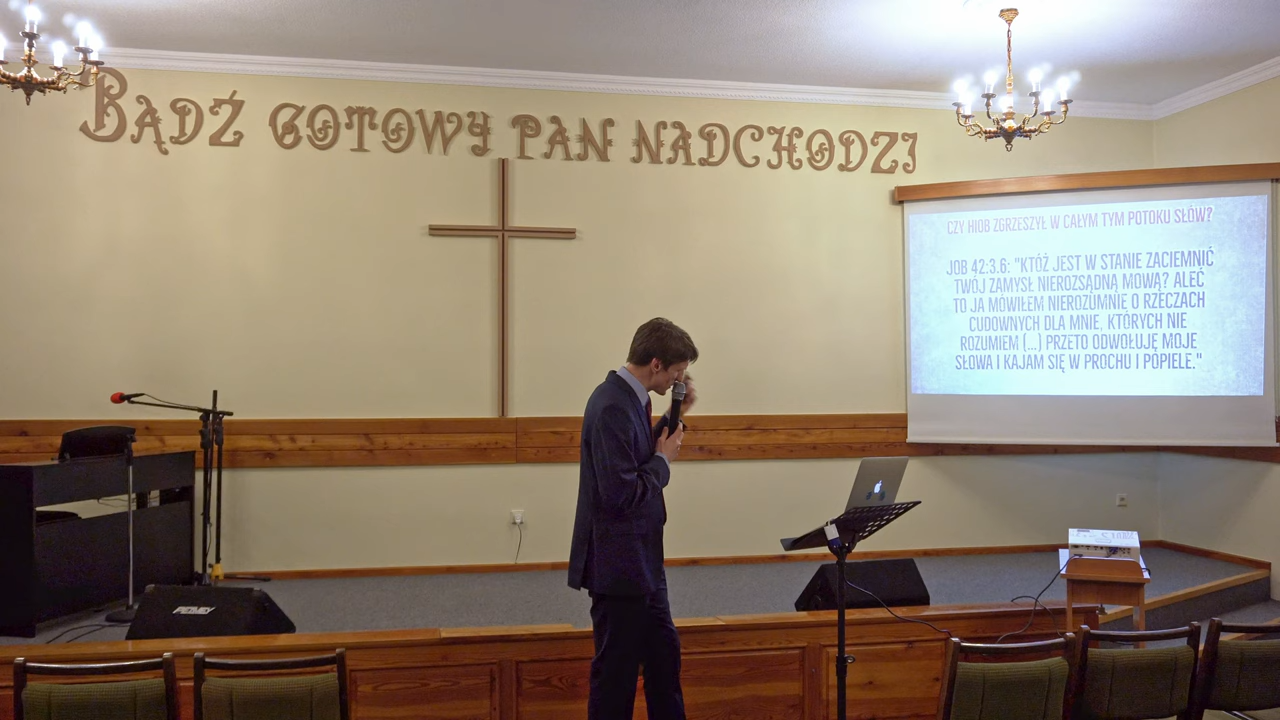 BĄDŹ GOTOWY PAN NADCHODZI
CZY HIOB ZGRZESZYŁ W CAŁYM TYM POTOKU SŁÓW?
JOB 42:3.6: "KTÓŻ JEST W STANIE ZACIEMNIĆ
TWÓJ ZAMYSŁ NIEROZSĄDNĄ MOWĄ? ALEĆ
TO JA MÓWIŁEM NIEROZUMNIE O RZECZACH
CUDOWNYCH DLA MNIE, KTÓRYCH NIE
ROZUMIEM (...) PRZETO ODWOŁUJĘ MOJE
SŁOWA I KAJAM SIĘ W PROCHU I POPIELE."